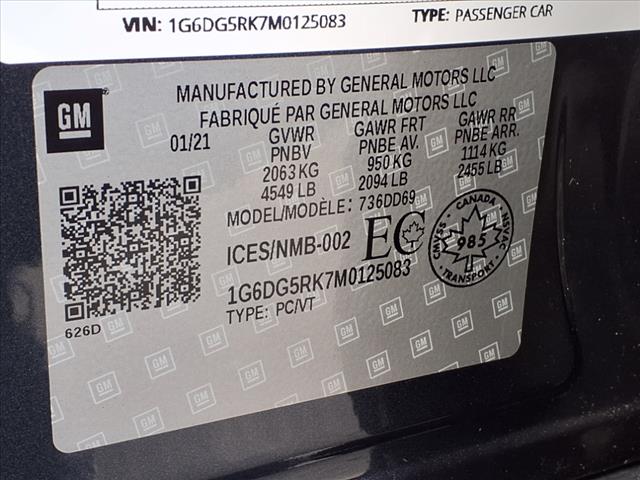 VIN: 1G6DG5RK7M0125083 TYPE: PASSENGER CAR
GM
MANUFACTURED BY GENERAL MOTORS LLC
FABRIQUÉ PAR GENERAL MOTORS LLC
01/21 GVWR GAWR FRT GAWR RR
PNBV PNBE AV. PNBE ARR.
2063 KG 950 KG 1114 KG
4549 LB 2094 LB 2455 LB
MODEL/MODÈLE: 736DD69
ICES/NMB-002 EC
CANADA
NSVAC 985 NSVMC
TRANSPORT
1G6DG5RK7M0125083
TYPE: PC/VT
626D